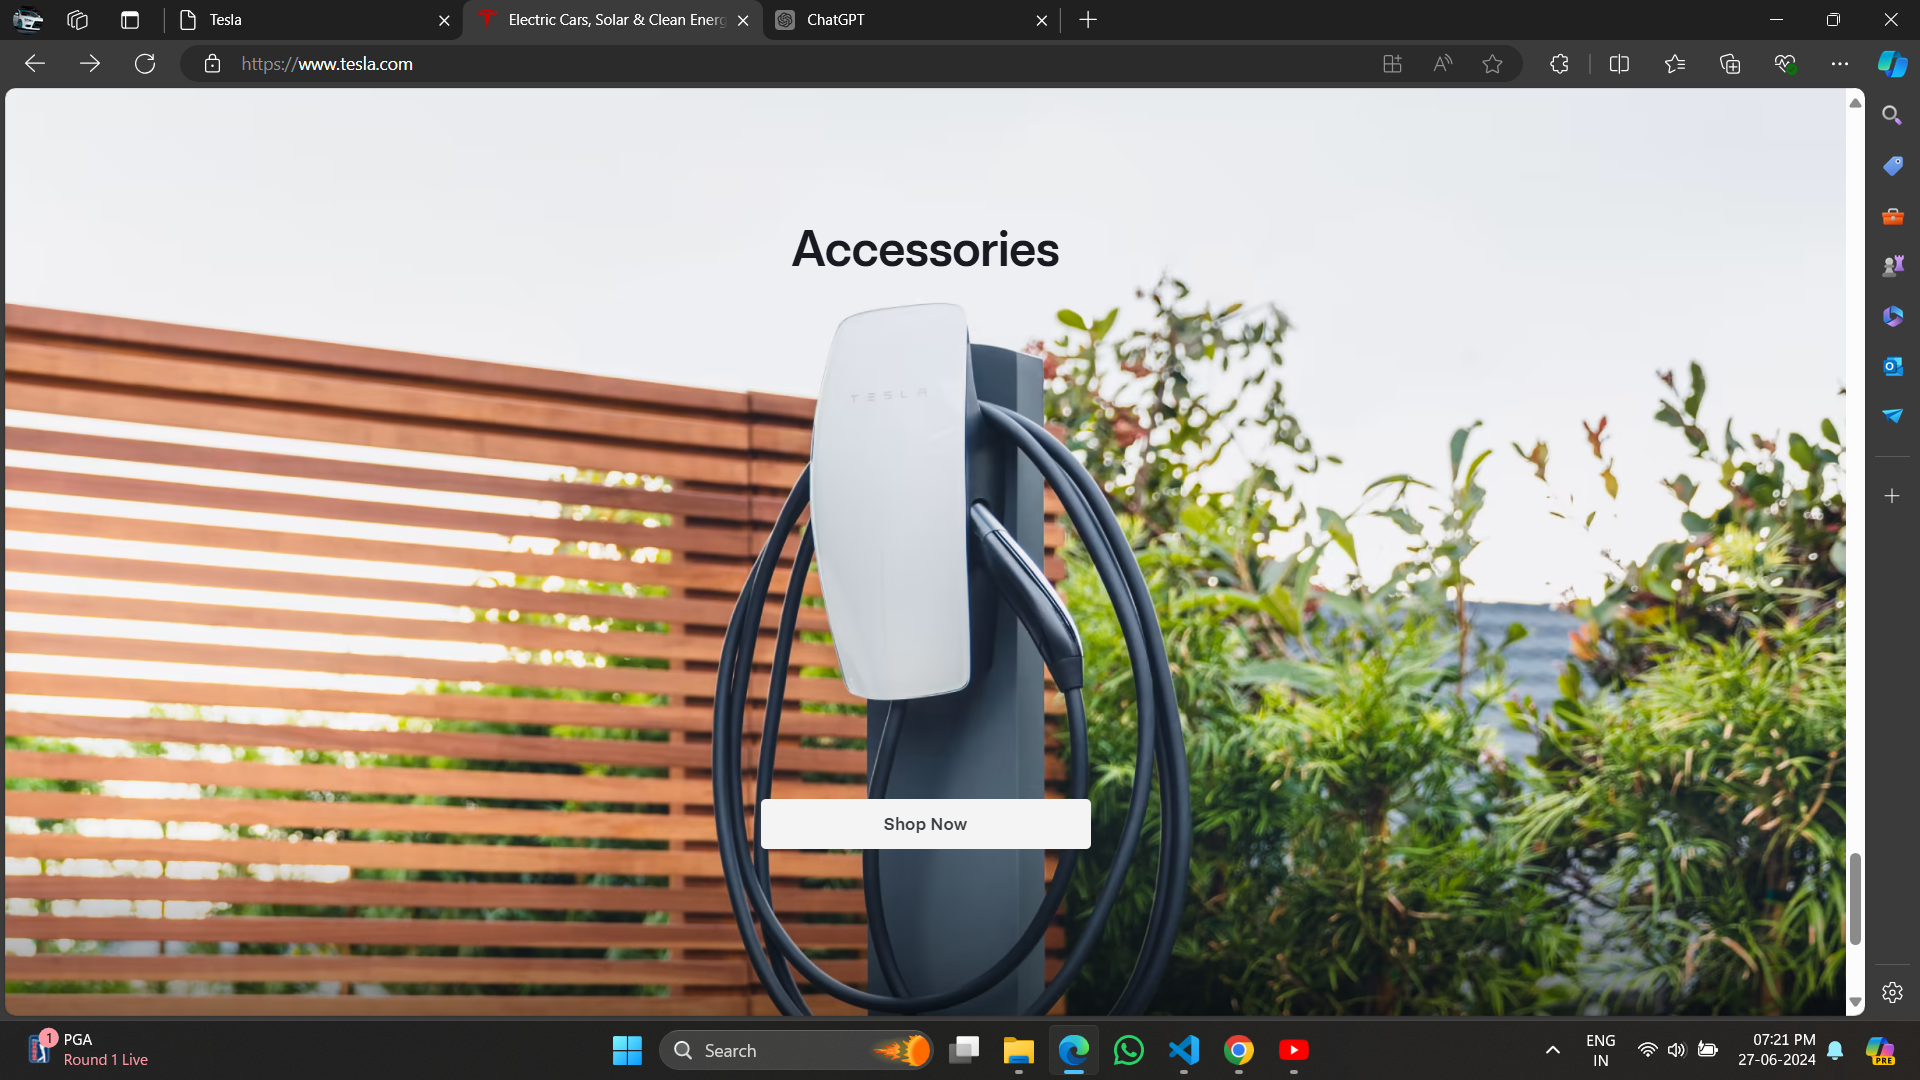 Tesla
Electric Cars, Solar & Clean Energ
ChatGPT
https://www.tesla.com
Accessories
TESLA
Shop Now
1
PGA
Round 1 Live
Search
ENG
IN
07:21 PM
27-06-2024
PRE